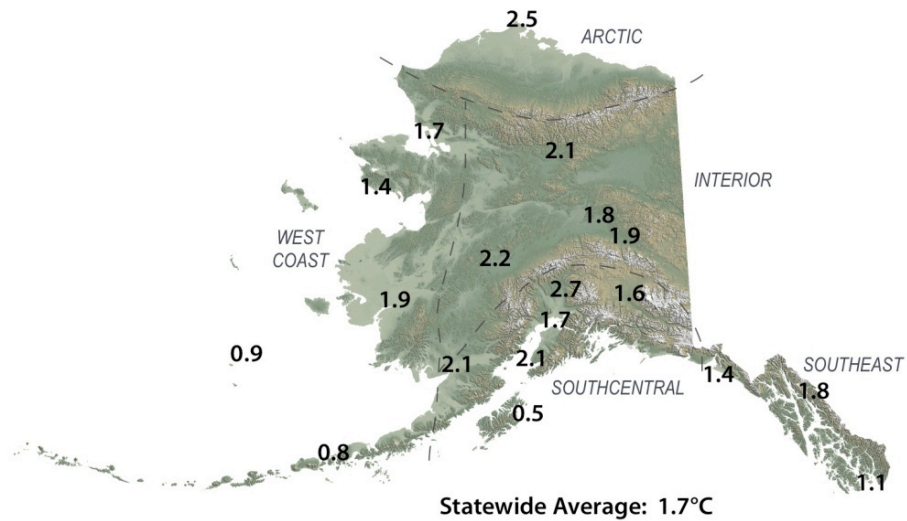 2.5
ARCTIC
1.7
2.1
1.4
INTERIOR
1.8
1.9
WEST
COAST
2.2
2.7
1.6
1.9
1.7
0.9
2.1
2.1
SOUTHEAST
1.4
SOUTHCENTRAL
1.8
0.5
0.8
1.1
Statewide Average: 1.7°C